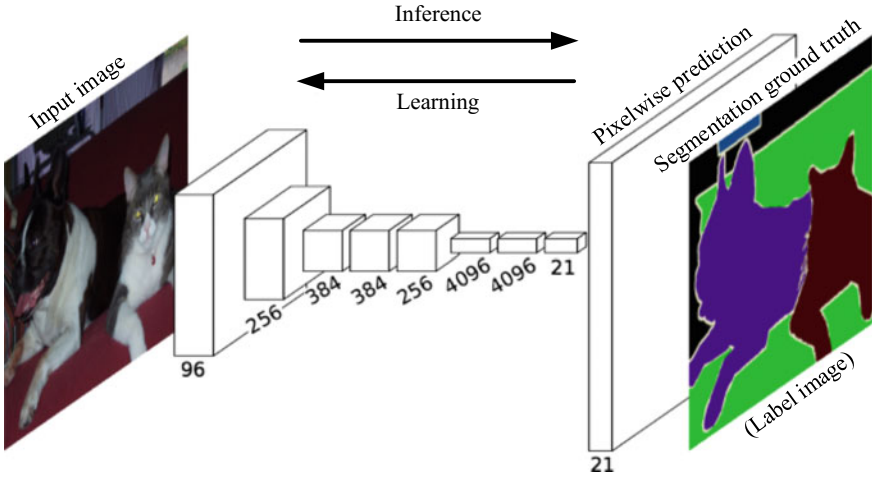 Inference
Learning
Input image
Pixelwise prediction
Segmentation ground truth
(Label image)
96
256
384
384
256
4096
4096
21
21